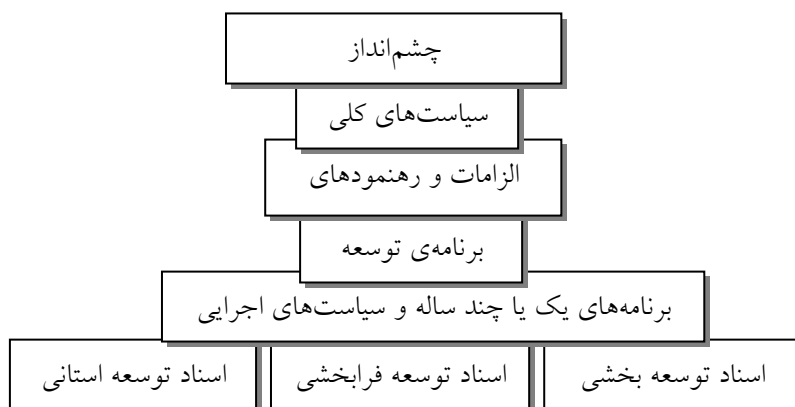 چشم‌انداز
سیاست‌های کلی
الزامات و رهنمودهای
برنامه‌ی توسعه
برنامه‌های یک یا چند ساله و سیاست‌های اجرایی
اسناد توسعه بخشی
اسناد توسعه فرابخشی
اسناد توسعه استانی